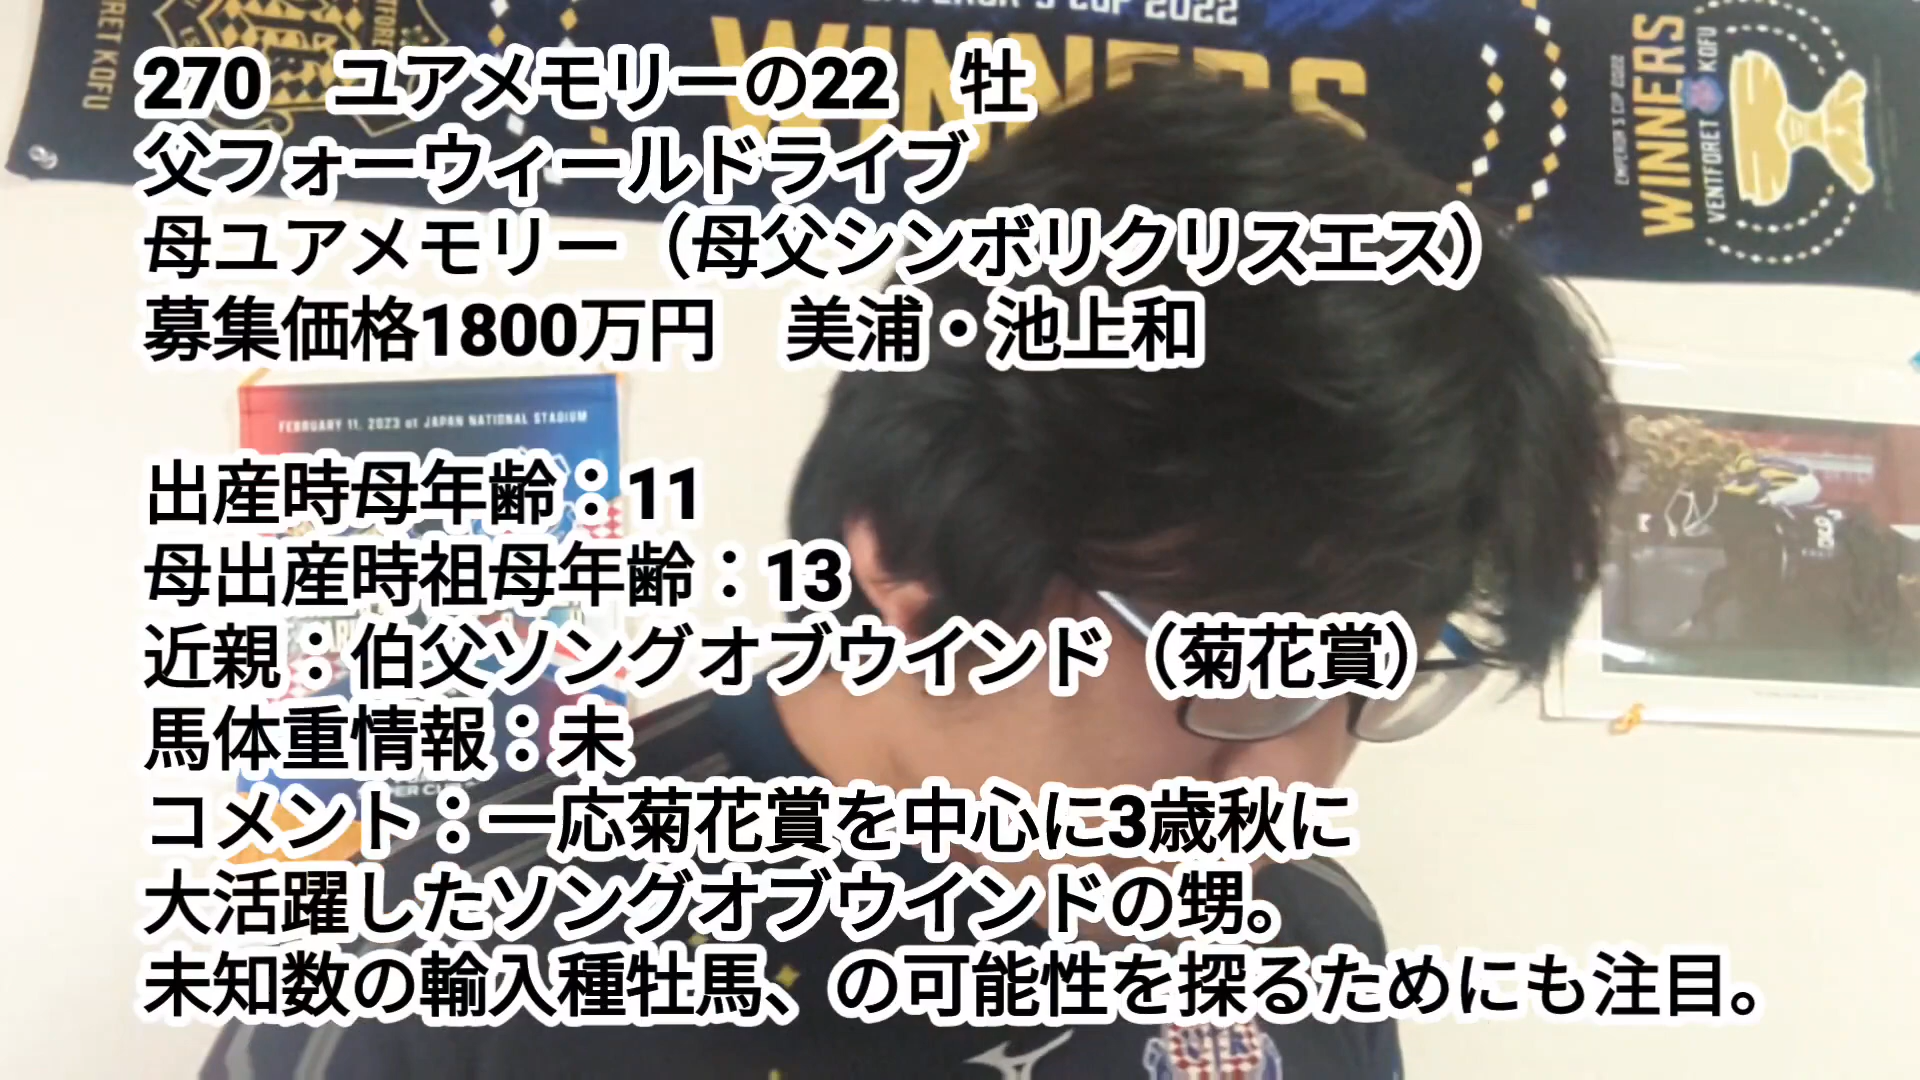 EMPEROR'S CUP 2022
WINNERS
RET KOFU
EMPEROR'S CUP 2022
WINNERS
VENTFORET KOFU
270　ユアメモリーの22　牡
父フォーウィールドライブ
母ユアメモリー（母父シンボリクリスエス）
募集価格1800万円　美浦・池上和
FEBRUARY 11, 2023 at JAPAN NATIONAL STADIUM
出産時母年齢：11
母出産時祖母年齢：13
近親：伯父ソングオブウインド（菊花賞）
馬体重情報：未
SUPER CUP
コメント：一応菊花賞を中心に3歳秋に
大活躍したソングオブウインドの甥。
未知数の輸入種牡馬、の可能性を探るためにも注目。